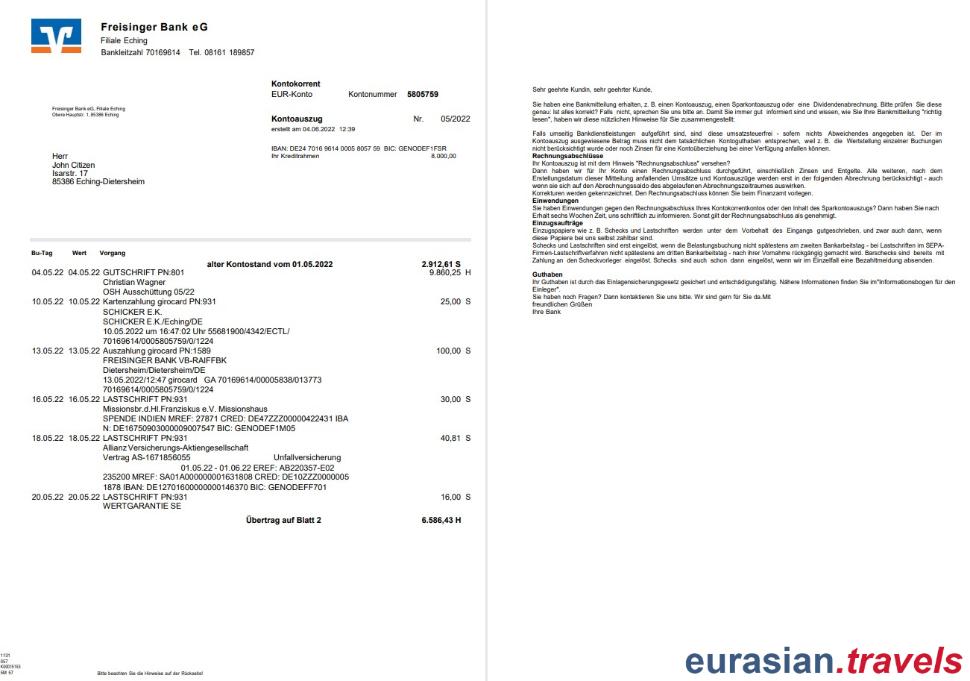 Freisinger Bank eG
Filiale Eching
Bankleitzahl 70169614 Tel. 08161 189857
Kontokorrent
EUR-Konto Kontonummer 5805759
Freisinger Bank eG, Filiale Eching
Obere Hauptstr. 1, 85386 Eching
Kontoauszug Nr. 05/2022
erstellt am 04.06.2022 12:39
IBAN: DE24 7016 9614 0005 8057 59 BIC: GENODEF1FSR
Ihr Kreditrahmen 8.000,00
Herr
John Citizen
Isarstr. 17
85386 Eching-Dietersheim
Bu-Tag Wert Vorgang
alter Kontostand vom 01.05.2022 2.912,61 S
04.05.22 04.05.22 GUTSCHRIFT PN:801 9.860,25 H
Christian Wagner
OSH Ausschüttung 05/22
10.05.22 10.05.22 Kartenzahlung girocard PN:931 25,00 S
SCHICKER E.K.
SCHICKER E.K./Eching/DE
10.05.2022 um 16:47:02 Uhr 55681900/4342/ECTL/
70169614/0005805759/0/1224
13.05.22 13.05.22 Auszahlung girocard PN:1589 100,00 S
FREISINGER BANK VB-RAIFFBK
Dietersheim/Dietersheim/DE
13.05.2022/12:47 girocard GA 70169614/00005838/013773
70169614/0005805759/0/1224
16.05.22 16.05.22 LASTSCHRIFT PN:931 30,00 S
Missionsbr.d.Hl.Franziskus e.V. Missionshaus
SPENDE INDIEN MREF: 27871 CRED: DE47ZZZ00000422431 IBA
N: DE16750903000009007547 BIC: GENODEF1M05
18.05.22 18.05.22 LASTSCHRIFT PN:931 40,81 S
Allianz Versicherungs-Aktiengesellschaft
Vertrag AS-1671856055 Unfallversicherung
01.05.22 - 01.06.22 EREF: AB220357-E02
235200 MREF: SA01A000000001631808 CRED: DE10ZZZ0000005
1878 IBAN: DE12701600000000146370 BIC: GENODEFF701
20.05.22 20.05.22 LASTSCHRIFT PN:931 16,00 S
WERTGARANTIE SE
Übertrag auf Blatt 2 6.586,43 H
Bitte beachten Sie die Hinweise auf der Rückseite!
Sehr geehrte Kundin, sehr geehrter Kunde,
Sie haben eine Bankmitteilung erhalten, z. B. einen Kontoauszug, einen Sparkontoauszug oder eine Dividendenabrechnung. Bitte prüfen Sie diese
genau: Ist alles korrekt? Falls nicht, sprechen Sie uns bitte an. Damit Sie immer gut informiert sind und wissen, wie Sie Ihre Bankmitteilung "richtig
lesen", haben wir diese nützlichen Hinweise für Sie zusammengestellt:
Falls umseitig Bankdienstleistungen aufgeführt sind, sind diese umsatzsteuerfrei - sofern nichts Abweichendes angegeben ist. Der im
Kontoauszug ausgewiesene Betrag muss nicht dem tatsächlichen Kontoguthaben entsprechen, weil z. B. die Wertstellung einzelner Buchungen
nicht berücksichtigt wurde oder noch Zinsen für eine Kontoüberziehung bei einer Verfügung anfallen können.
Rechnungsabschlüsse
Ihr Kontoauszug ist mit dem Hinweis "Rechnungsabschluss" versehen?
Dann haben wir für Ihr Konto einen Rechnungsabschluss durchgeführt, einschließlich Zinsen und Entgelte. Alle weiteren, nach dem
Erstellungsdatum dieser Mitteilung anfallenden Umsätze und Kontoauszüge werden erst in der folgenden Abrechnung berücksichtigt - auch
wenn sie sich auf den Abrechnungssaldo des abgelaufenen Abrechnungszeitraumes auswirken.
Korrekturen werden gekennzeichnet. Den Rechnungsabschluss können Sie beim Finanzamt vorlegen.
Einwendungen
Sie haben Einwendungen gegen den Rechnungsabschluss Ihres Kontokorrentkontos oder den Inhalt des Sparkontoauszugs? Dann haben Sie nach
Erhalt sechs Wochen Zeit, uns schriftlich zu informieren. Sonst gilt der Rechnungsabschluss als genehmigt.
Einzugsaufträge
Einzugspapiere wie z. B. Schecks und Lastschriften werden unter dem Vorbehalt des Eingangs gutgeschrieben, und zwar auch dann, wenn
diese Papiere bei uns selbst zahlbar sind.
Schecks und Lastschriften sind erst eingelöst, wenn die Belastungsbuchung nicht spätestens am zweiten Bankarbeitstag - bei Lastschriften im SEPA-
Firmen-Lastschriftverfahren nicht spätestens am dritten Bankarbeitstag - nach ihrer Vornahme rückgängig gemacht wird. Barschecks sind bereits mit
Zahlung an den Scheckvorleger eingelöst. Schecks sind auch schon dann eingelöst, wenn wir im Einzelfall eine Bezahltmeldung absenden.
Guthaben
Ihr Guthaben ist durch das Einlagensicherungsgesetz gesichert und entschädigungsfähig. Nähere Informationen finden Sie im"Informationsbogen für den
Einleger".
Sie haben noch Fragen? Dann kontaktieren Sie uns bitte. Wir sind gern für Sie da.Mit
freundlichen Grüßen
Ihre Bank
eurasian.travels